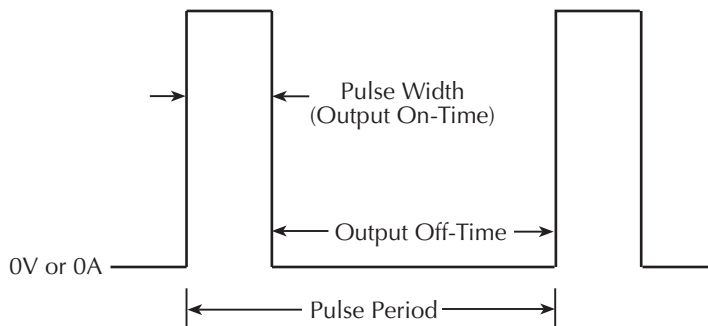 Pulse Width
(Output On-Time)
Output Off-Time
0V or 0A
Pulse Period